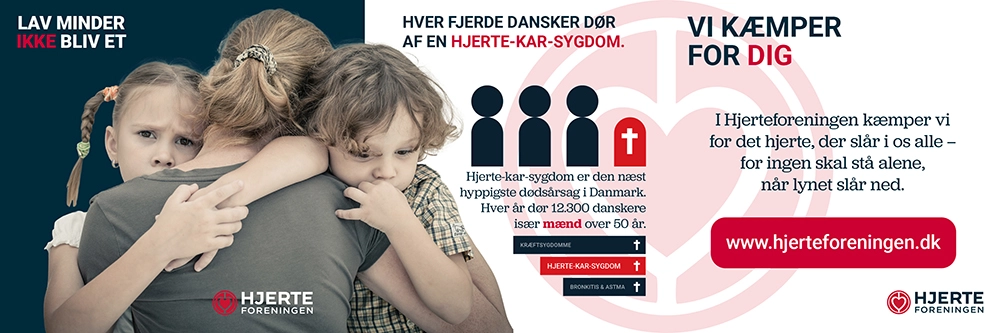 LAV MINDER
IKKE BLIV ET
HJERTE
FORENINGEN
HVER FJERDE DANSKER DØR
AF EN HJERTE-KAR-SYGDOM.
Hjerte-kar-sygdom er den næst
hyppigste dødsårsag i Danmark.
Hver år dør 12.300 danskere
især mænd over 50 år.
KRÆFTSYGDOMME
HJERTE-KAR-SYGDOM
BRONKITIS & ASTMA
VI KÆMPER
FOR DIG
I Hjerteforeningen kæmper vi
for det hjerte, der slår i os alle –
for ingen skal stå alene,
når lynet slår ned.
www.hjerteforeningen.dk
HJERTE
FORENINGEN